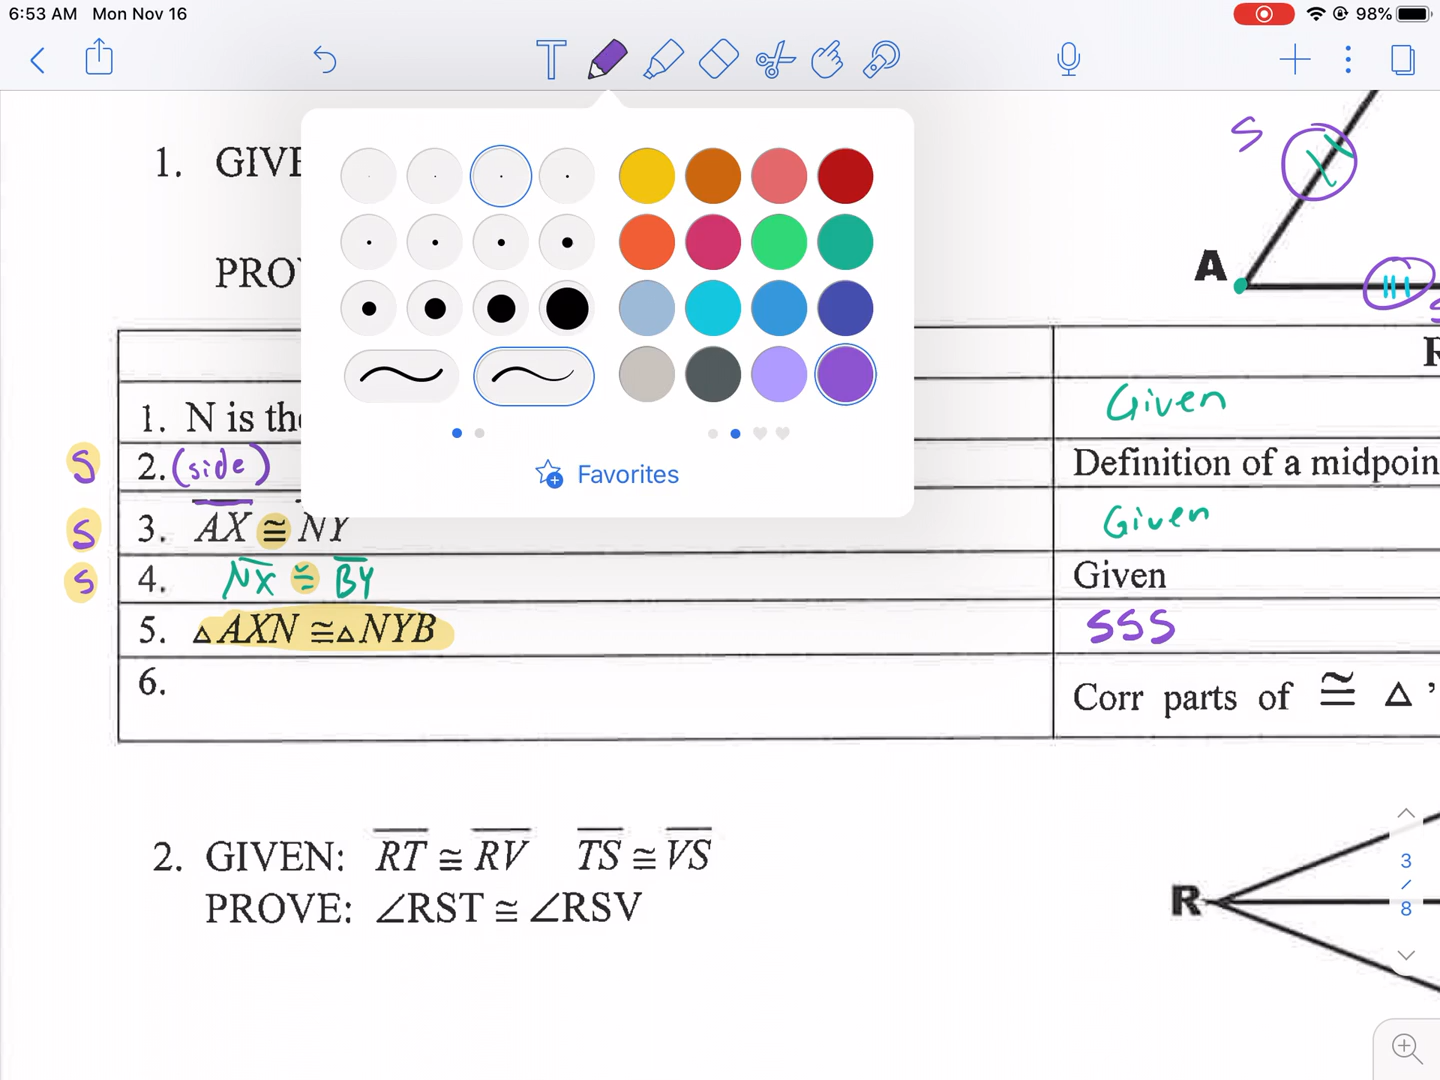 6:53 AM Mon Nov 16
98%
T
1. GIVE
PRO
S
A
Favorites
1. N is the
Given
S 2. (side)
Definition of a midpoin
S 3. AX ≅ NY
Given
S 4. NX ≅ BY
Given
5. △AXN ≅ △NYB
SSS
6.
Corr parts of ≅ △'
2. GIVEN: RT ≅ RV TS ≅ VS
PROVE: ∠RST ≅ ∠RSV
R
3
/
8